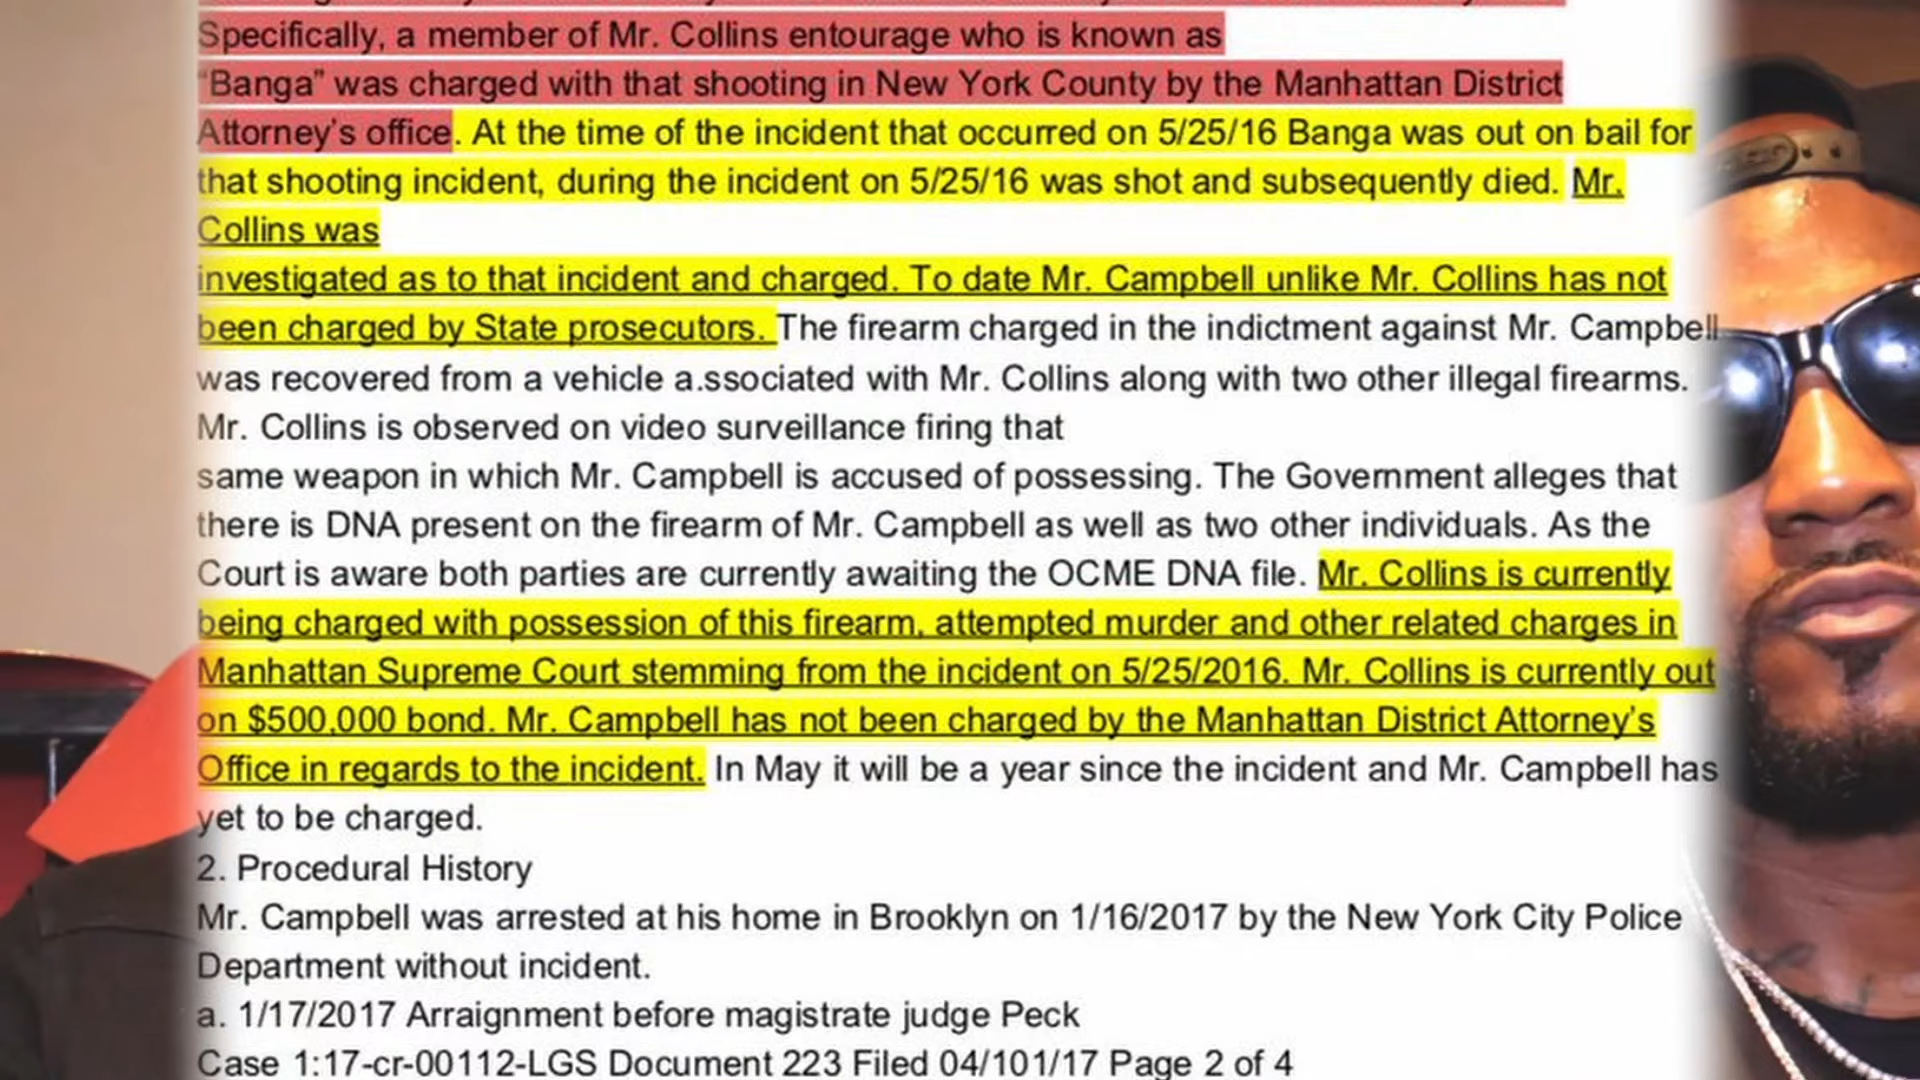 Specifically, a member of Mr. Collins entourage who is known as
“Banga” was charged with that shooting in New York County by the Manhattan District
Attorney’s office. At the time of the incident that occurred on 5/25/16 Banga was out on bail for
that shooting incident, during the incident on 5/25/16 was shot and subsequently died. Mr.
Collins was
investigated as to that incident and charged. To date Mr. Campbell unlike Mr. Collins has not
been charged by State prosecutors. The firearm charged in the indictment against Mr. Campbell
was recovered from a vehicle a.ssociated with Mr. Collins along with two other illegal firearms.
Mr. Collins is observed on video surveillance firing that
same weapon in which Mr. Campbell is accused of possessing. The Government alleges that
there is DNA present on the firearm of Mr. Campbell as well as two other individuals. As the
Court is aware both parties are currently awaiting the OCME DNA file. Mr. Collins is currently
being charged with possession of this firearm, attempted murder and other related charges in
Manhattan Supreme Court stemming from the incident on 5/25/2016. Mr. Collins is currently out
on $500,000 bond. Mr. Campbell has not been charged by the Manhattan District Attorney’s
Office in regards to the incident. In May it will be a year since the incident and Mr. Campbell has
yet to be charged.
2. Procedural History
Mr. Campbell was arrested at his home in Brooklyn on 1/16/2017 by the New York City Police
Department without incident.
a. 1/17/2017 Arraignment before magistrate judge Peck
Case 1:17-cr-00112-LGS Document 223 Filed 04/101/17 Page 2 of 4